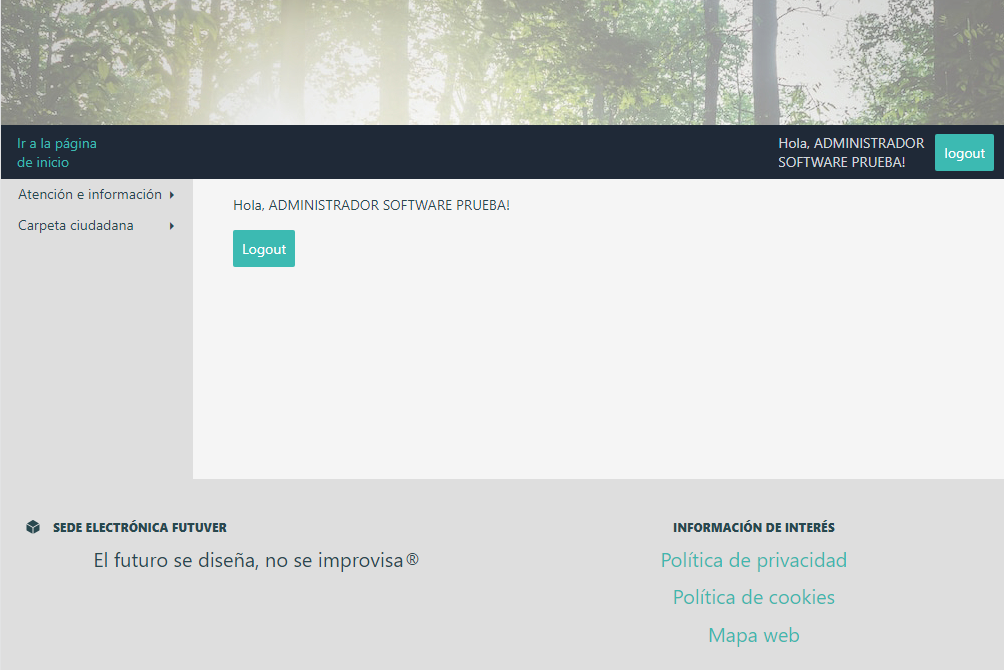 Ir a la página
de inicio
Hola, ADMINISTRADOR
SOFTWARE PRUEBA!
logout
Atención e información
Carpeta ciudadana
Hola, ADMINISTRADOR SOFTWARE PRUEBA!
Logout
SEDE ELECTRÓNICA FUTUVER
El futuro se diseña, no se improvisa®
INFORMACIÓN DE INTERÉS
Política de privacidad
Política de cookies
Mapa web